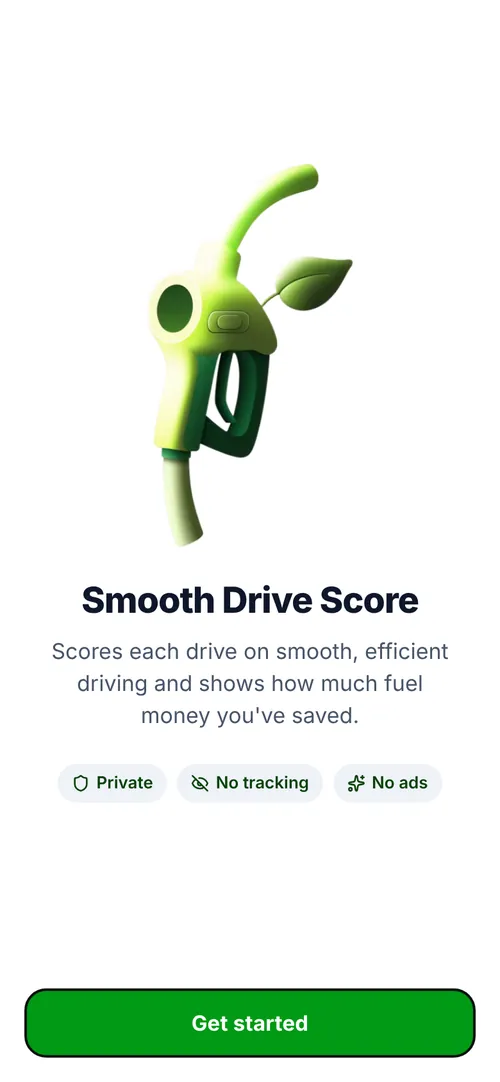 Smooth Drive Score
Scores each drive on smooth, efficient
driving and shows how much fuel
money you've saved.
Private
No tracking
No ads
Get started